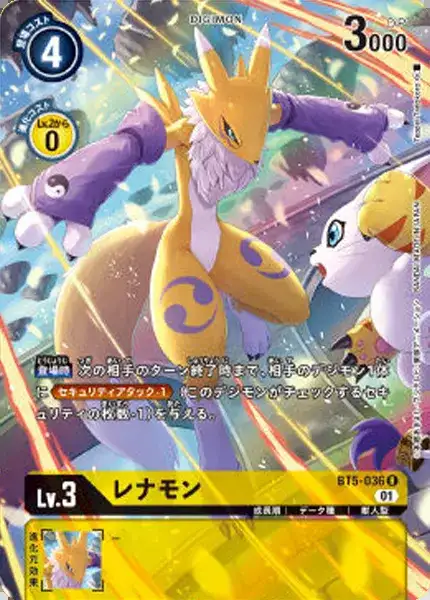 登場コスト
4
DIGIMON
DP
3000
進化コスト
Lv.2から
0
登場時 次の相手のターン終了時まで、相手のデジモン1体
に セキュリティアタック-1 (このデジモンがチェックするセキ
ュリティの枚数-1)を与える。
BT5-036 R
Lv.3
レナモン
01
成長期 データ種 獣人型
進化元効果